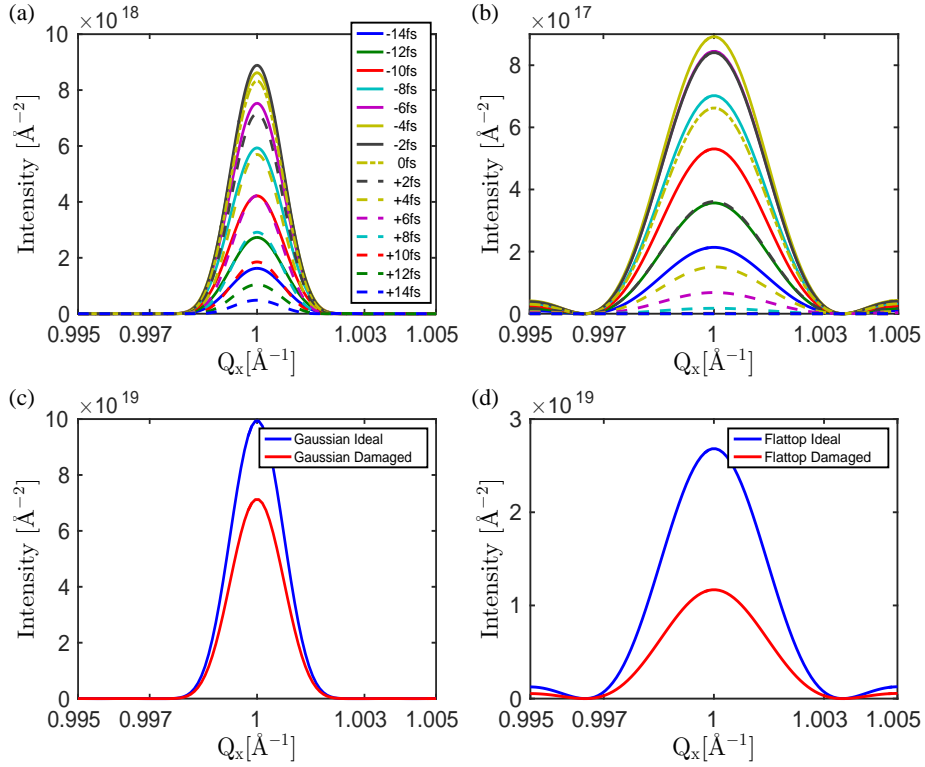 (a)
×10^18
10
8
6
4
2
0
Intensity [Å^−2]
0.995
0.997
1
1.003
1.005
Q_x[Å^−1]
-14fs
-12fs
-10fs
-8fs
-6fs
-4fs
-2fs
0fs
+2fs
+4fs
+6fs
+8fs
+10fs
+12fs
+14fs
(b)
×10^17
8
6
4
2
0
Intensity [Å^−2]
0.995
0.997
1
1.003
1.005
Q_x[Å^−1]
(c)
×10^19
10
8
6
4
2
0
Intensity [Å^−2]
0.995
0.997
1
1.003
1.005
Q_x[Å^−1]
Gaussian Ideal
Gaussian Damaged
(d)
×10^19
3
2
1
0
Intensity [Å^−2]
0.995
0.997
1
1.003
1.005
Q_x[Å^−1]
Flattop Ideal
Flattop Damaged